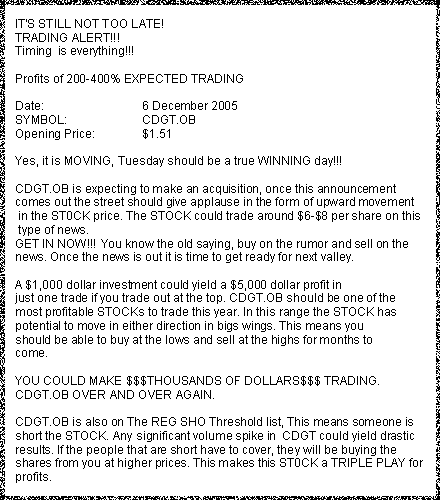 IT'S STILL NOT TOO LATE!
TRADING ALERT!!!
Timing is everything!!!
Profits of 200-400% EXPECTED TRADING
Date: 6 December 2005
SYMBOL: CDGT.OB
Opening Price: $1.51
Yes, it is MOVING, Tuesday should be a true WINNING day!!!
CDGT.OB is expecting to make an acquisition, once this announcement
comes out the street should give applause in the form of upward movement
in the ST0CK price. The STOCK could trade around $6-$8 per share on this
type of news.
GET IN NOW!!! You know the old saying, buy on the rumor and sell on the
news. Once the news is out it is time to get ready for next valley.
A $1,000 dollar investment could yield a $5,000 dollar profit in
just one trade if you trade out at the top. CDGT.OB should be one of the
most profitable STOCKs to trade this year. In this range the STOCK has
potential to move in either direction in bigs wings. This means you
should be able to buy at the lows and sell at the highs for months to
come.
YOU COULD MAKE $$$THOUSANDS OF DOLLARS$$$ TRADING.
CDGT.OB OVER AND OVER AGAIN.
CDGT.OB is also on The REG SHO Threshold list, This means someone is
short the STOCK. Any significant volume spike in CDGT could yield drastic
results. If the people that are short have to cover, they will be buying the
shares from you at higher prices. This makes this ST0CK a TRIPLE PLAY for
profits.